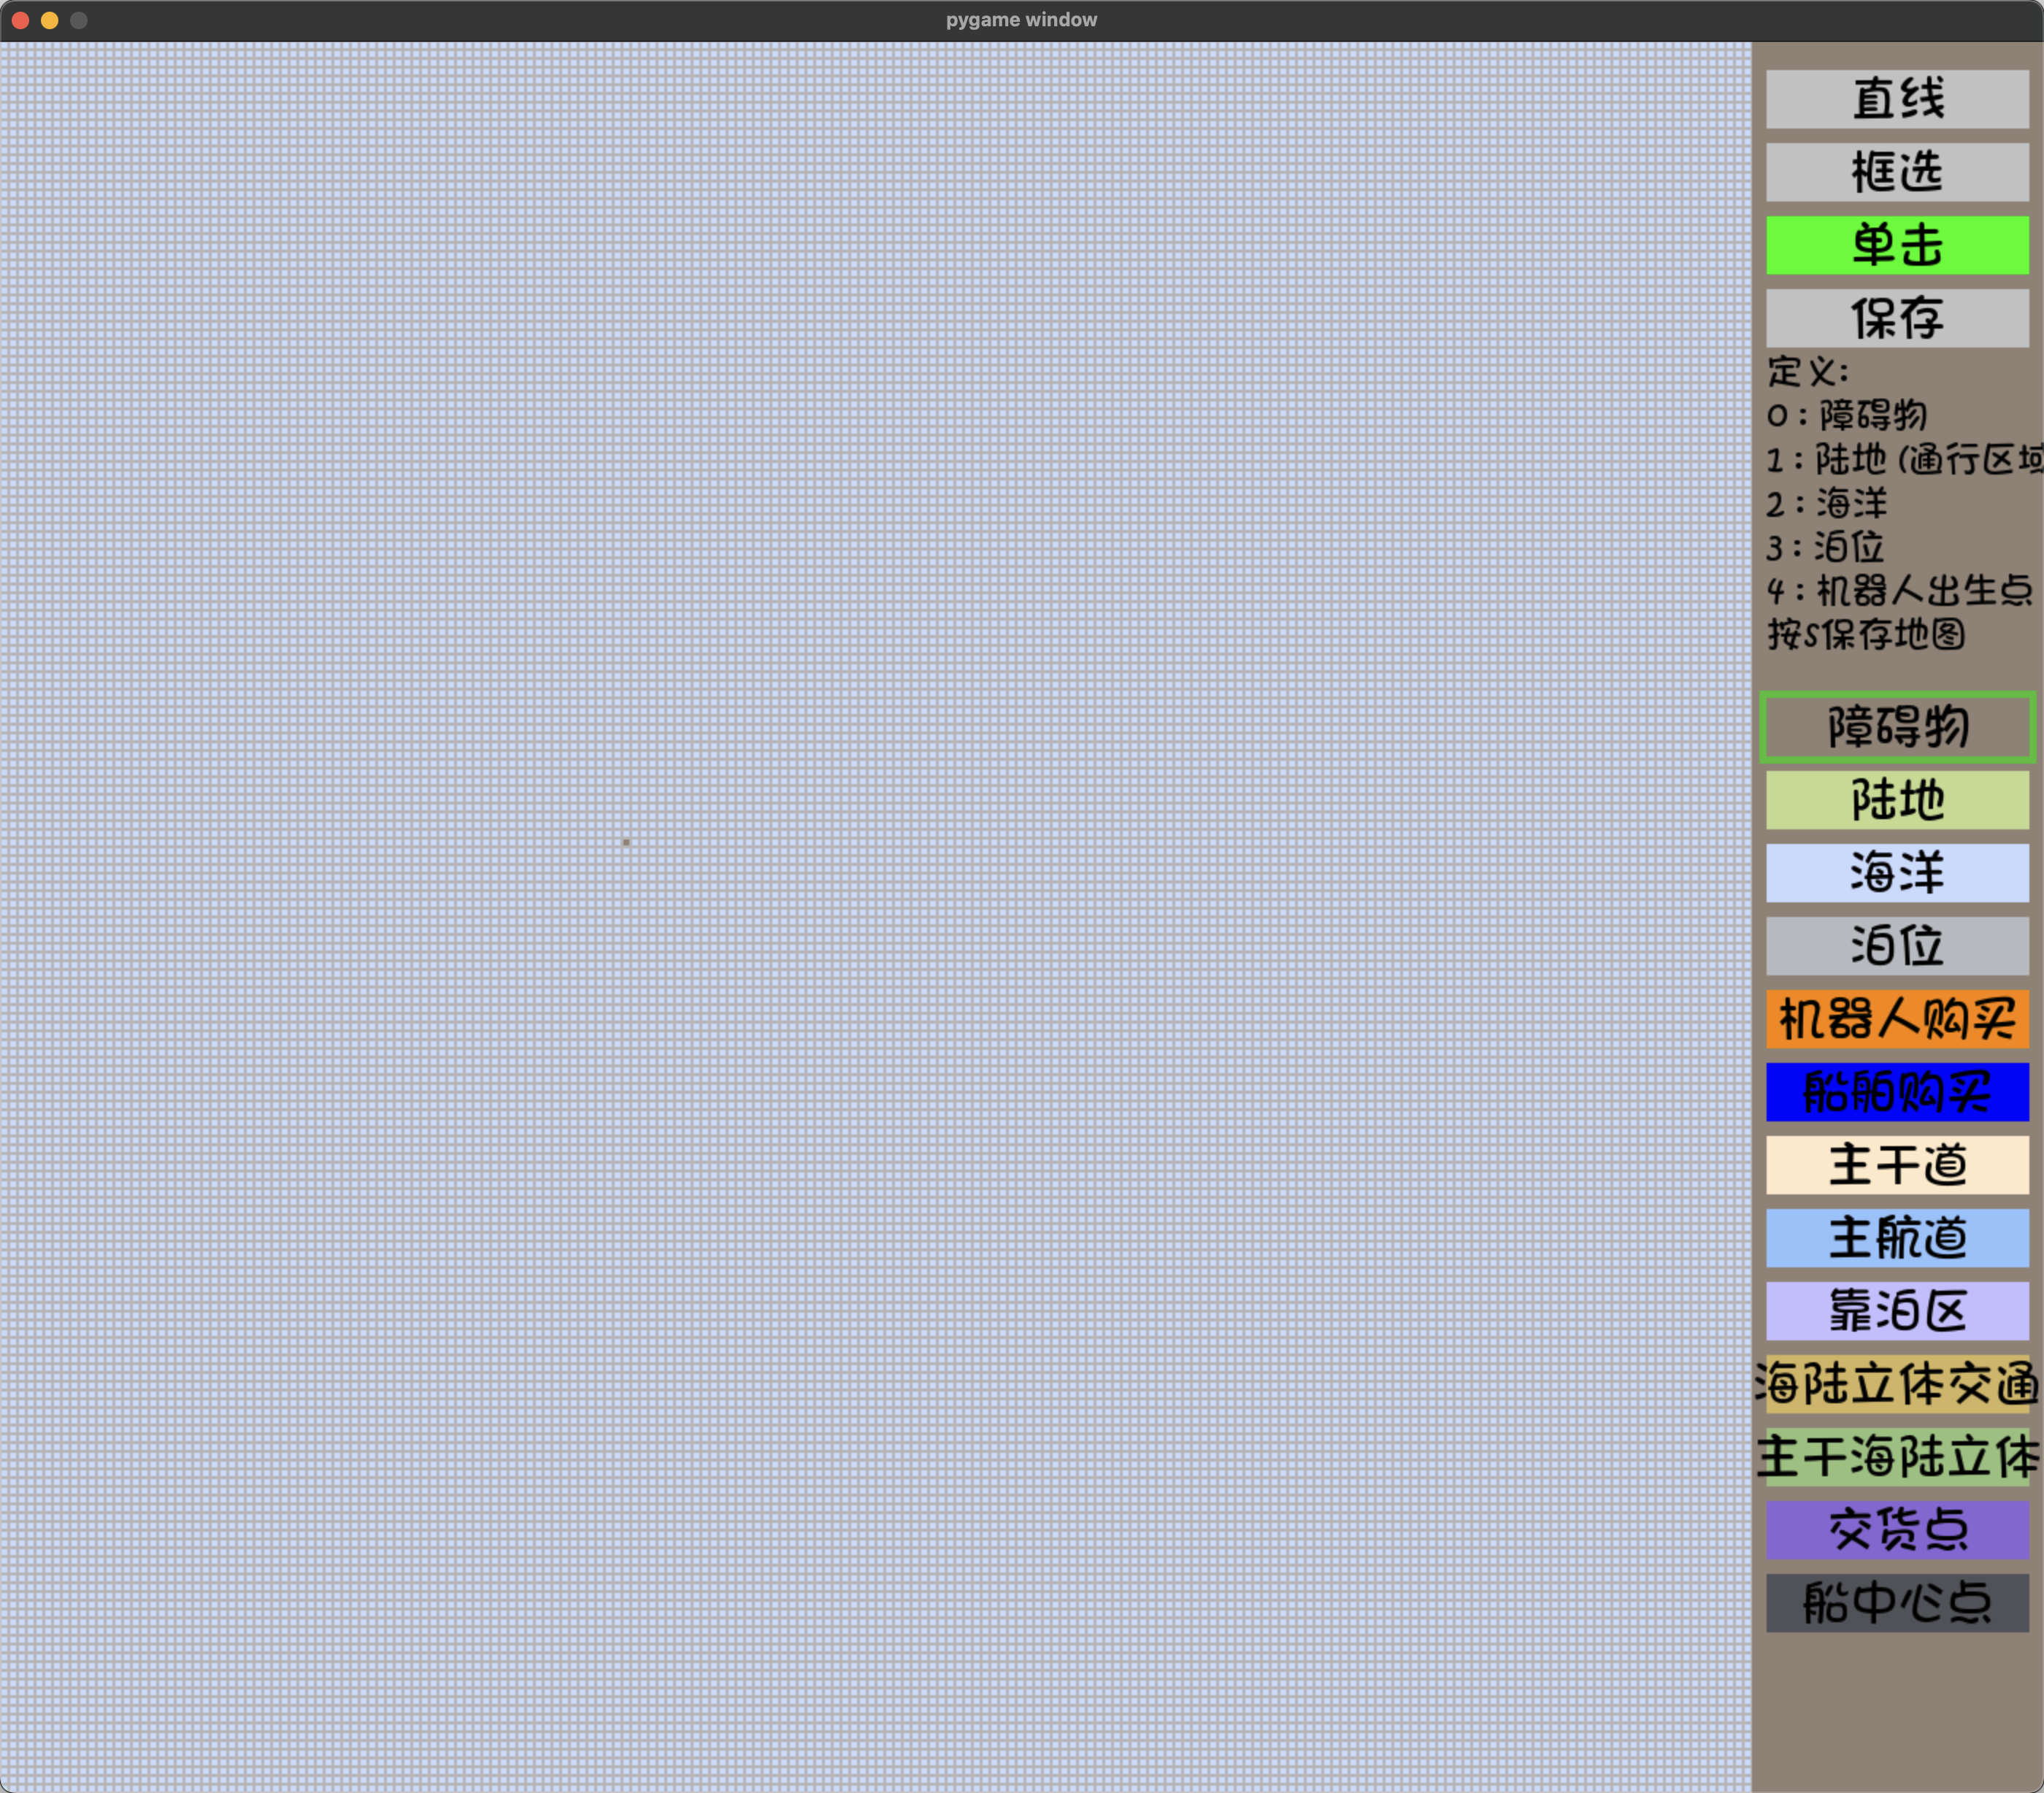 pygame window
直线
框选
单击
保存
定义:
0：障碍物
1：陆地 (通行区域
2：海洋
3：泊位
4：机器人出生点
按S保存地图
障碍物
陆地
海洋
泊位
机器人购买
船舶购买
主干道
主航道
靠泊区
海陆立体交通
主干海陆立体
交货点
船中心点